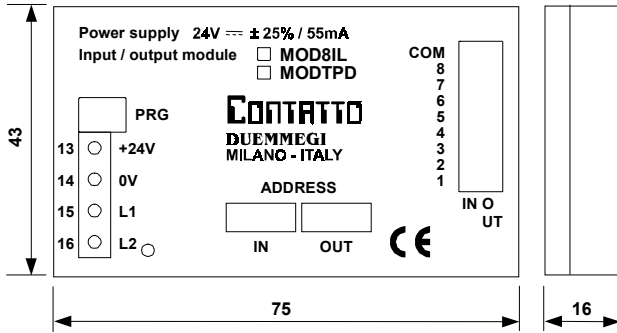 Power supply 24V ⎓ ± 25% / 55mA
Input / output module
MOD8IL
MODTPD
COM
8
7
6
5
4
3
2
1
IN O
UT
PRG
CONTATTO
DUEMMEGI
MILANO - ITALY
13 +24V
14 0V
15 L1
16 L2
ADDRESS
IN OUT
CE
43
75
16